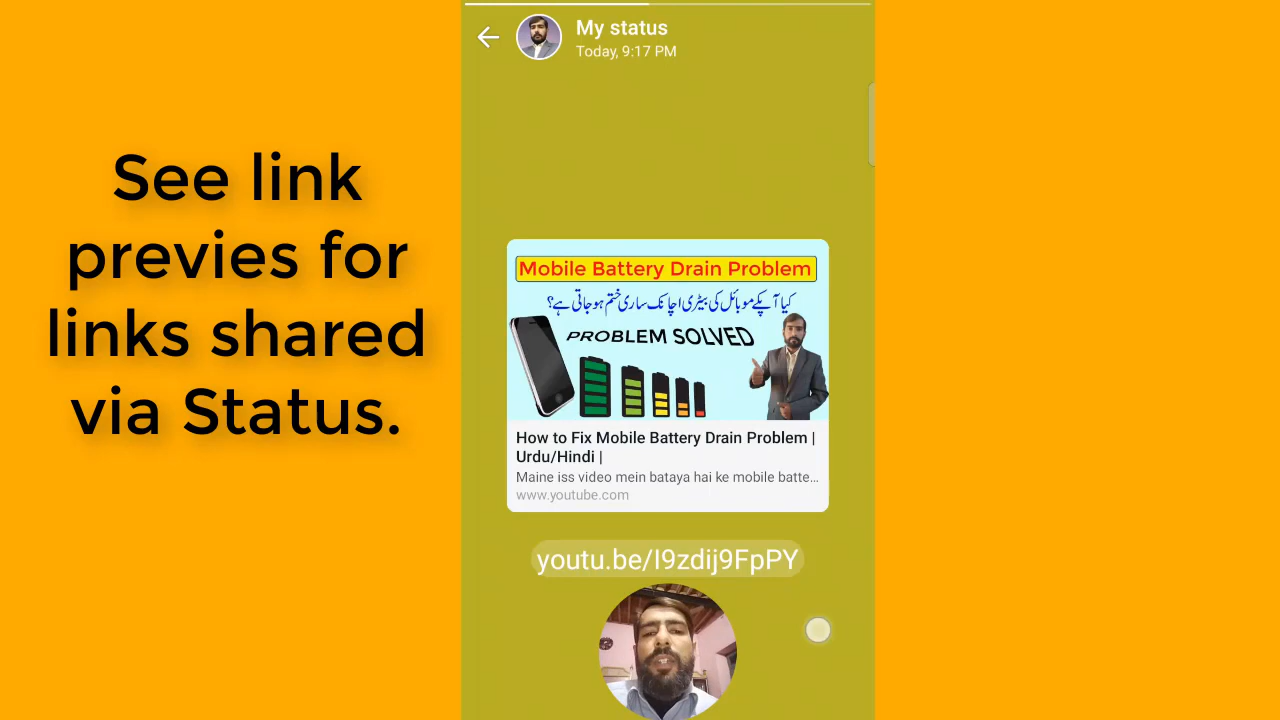 See link
previes for
links shared
via Status.
My status
Today, 9:17 PM
Mobile Battery Drain Problem
کیا آپکے موبائل کی بیٹری اچانک ساری ختم ہو جاتی ہے؟
PROBLEM SOLVED
How to Fix Mobile Battery Drain Problem |
Urdu/Hindi |
Maine iss video mein bataya hai ke mobile batte...
www.youtube.com
youtu.be/I9zdij9FpPY